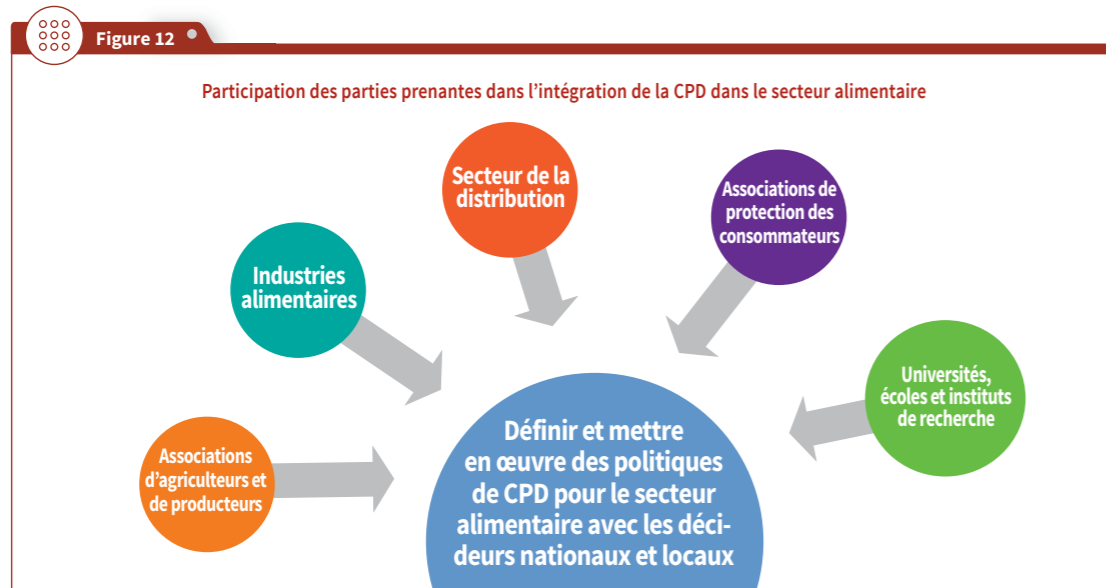 Figure 12
Participation des parties prenantes dans l’intégration de la CPD dans le secteur alimentaire
Secteur de la
distribution
Associations de
protection des
consommateurs
Industries
alimentaires
Universités,
écoles et instituts
de recherche
Associations
d’agriculteurs et
de producteurs
Définir et mettre
en œuvre des politiques
de CPD pour le secteur
alimentaire avec les déci-
deurs nationaux et locaux